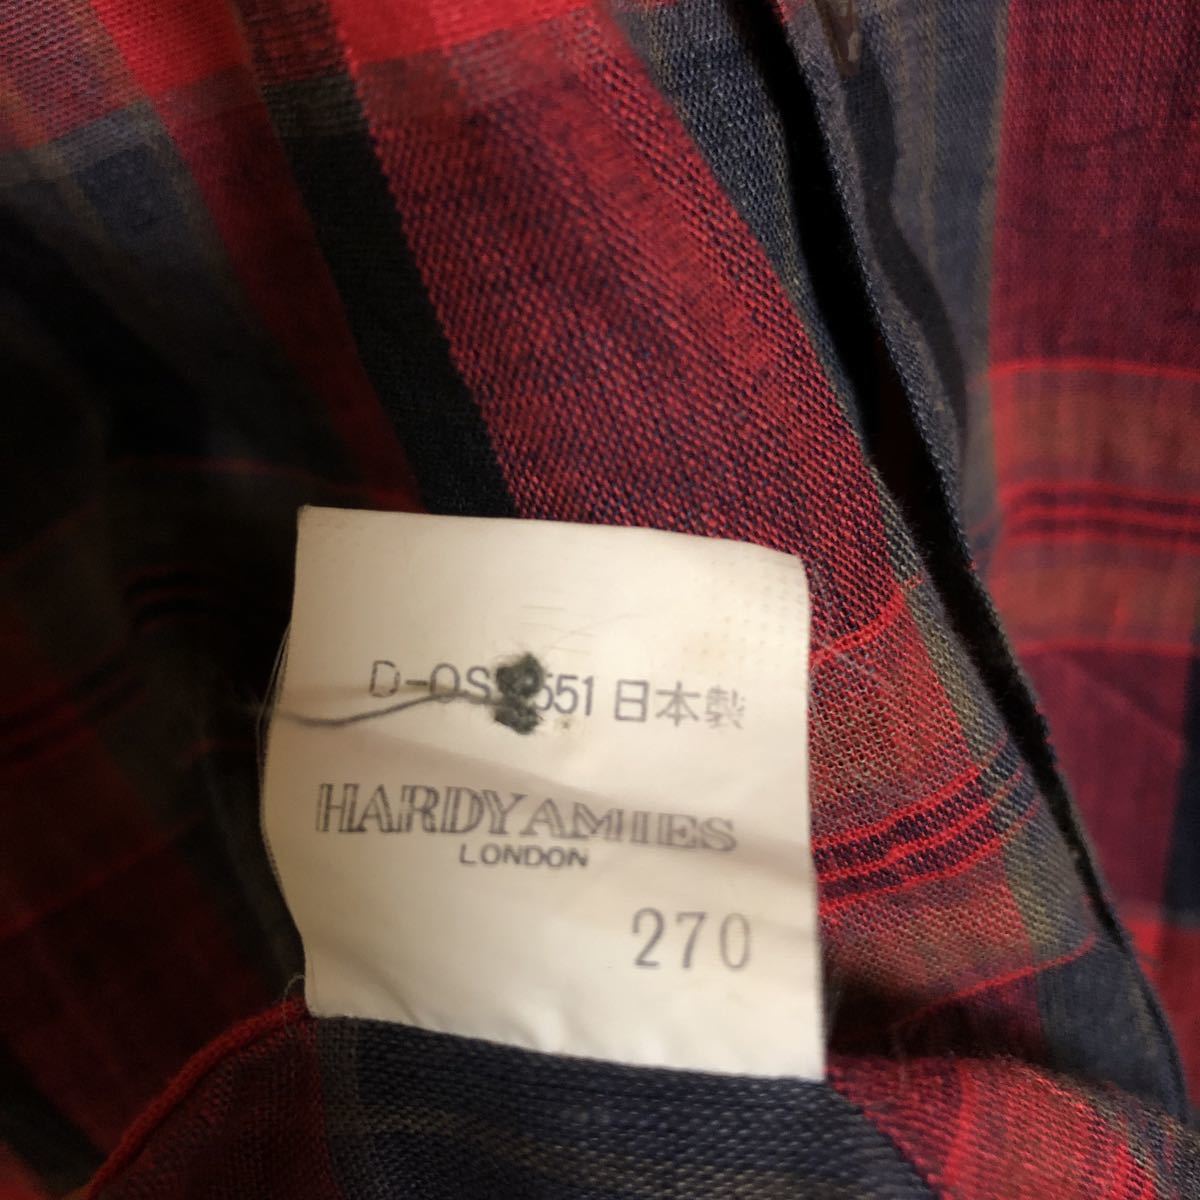 日本製
HARDY AMIES
LONDON
270